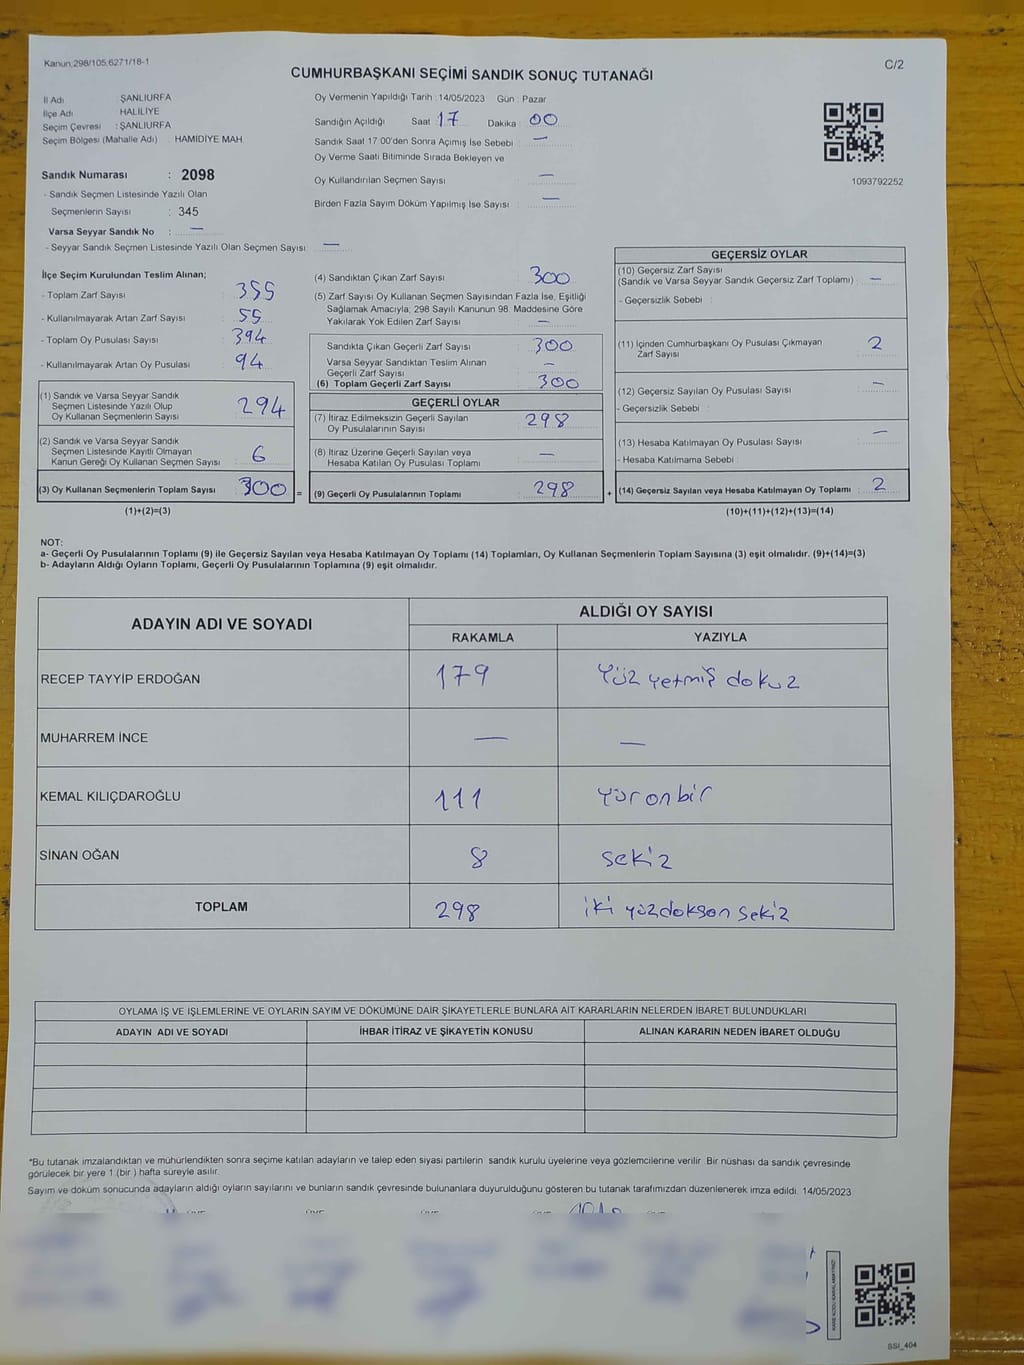 Kanun:298/105,6271/18-1
C/2
CUMHURBAŞKANI SEÇİMİ SANDIK SONUÇ TUTANAĞI
İl Adı ŞANLIURFA
İlçe Adı HALİLİYE
Seçim Çevresi : ŞANLIURFA
Seçim Bölgesi (Mahalle Adı) : HAMİDİYE MAH.
Sandık Numarası : 2098
- Sandık Seçmen Listesinde Yazılı Olan
Seçmenlerin Sayısı : 345
Varsa Seyyar Sandık No : —
- Seyyar Sandık Seçmen Listesinde Yazılı Olan Seçmen Sayısı : —
Oy Vermenin Yapıldığı Tarih : 14/05/2023 Gün : Pazar
Sandığın Açıldığı Saat 17 Dakika : 00
Sandık Saat 17:00'den Sonra Açımış İse Sebebi : —
Oy Verme Saati Bitiminde Sırada Bekleyen ve
Oy Kullandırılan Seçmen Sayısı : —
Birden Fazla Sayım Döküm Yapılmış İse Sayısı : —
1093792252
İlçe Seçim Kurulundan Teslim Alınan;
- Toplam Zarf Sayısı : 355
- Kullanılmayarak Artan Zarf Sayısı : 55
- Toplam Oy Pusulası Sayısı : 394
- Kullanılmayarak Artan Oy Pusulası : 94
(1) Sandık ve Varsa Seyyar Sandık
Seçmen Listesinde Yazılı Olup
Oy Kullanan Seçmenlerin Sayısı : 294
(2) Sandık ve Varsa Seyyar Sandık
Seçmen Listesinde Kayıtlı Olmayan
Kanun Gereği Oy Kullanan Seçmen Sayısı : 6
(3) Oy Kullanan Seçmenlerin Toplam Sayısı : 300
(1)+(2)=(3)
(4) Sandıktan Çıkan Zarf Sayısı : 300
(5) Zarf Sayısı Oy Kullanan Seçmen Sayısından Fazla İse, Eşitliği
Sağlamak Amacıyla, 298 Sayılı Kanunun 98. Maddesine Göre
Yakılarak Yok Edilen Zarf Sayısı : —
Sandıkta Çıkan Geçerli Zarf Sayısı : 300
Varsa Seyyar Sandıktan Teslim Alınan
Geçerli Zarf Sayısı : —
(6) Toplam Geçerli Zarf Sayısı : 300
GEÇERLİ OYLAR
(7) İtiraz Edilmeksizin Geçerli Sayılan
Oy Pusulalarının Sayısı : 298
(8) İtiraz Üzerine Geçerli Sayılan veya
Hesaba Katılan Oy Pusulası Toplamı : —
= (9) Geçerli Oy Pusulalarının Toplamı : 298
GEÇERSİZ OYLAR
(10) Geçersiz Zarf Sayısı
(Sandık ve Varsa Seyyar Sandık Geçersiz Zarf Toplamı) : —
- Geçersizlik Sebebi :
(11) İçinden Cumhurbaşkanı Oy Pusulası Çıkmayan
Zarf Sayısı : 2
(12) Geçersiz Sayılan Oy Pusulası Sayısı : —
- Geçersizlik Sebebi :
(13) Hesaba Katılmayan Oy Pusulası Sayısı : —
- Hesaba Katılmama Sebebi :
+ (14) Geçersiz Sayılan veya Hesaba Katılmayan Oy Toplamı : 2
(10)+(11)+(12)+(13)=(14)
NOT:
a- Geçerli Oy Pusulalarının Toplamı (9) ile Geçersiz Sayılan veya Hesaba Katılmayan Oy Toplamı (14) Toplamları, Oy Kullanan Seçmenlerin Toplam Sayısına (3) eşit olmalıdır. (9)+(14)=(3)
b- Adayların Aldığı Oyların Toplamı, Geçerli Oy Pusulalarının Toplamına (9) eşit olmalıdır.
ADAYIN ADI VE SOYADI
ALDIĞI OY SAYISI
RAKAMLA YAZIYLA
RECEP TAYYİP ERDOĞAN 179 Yüz yetmiş dokuz
MUHARREM İNCE — —
KEMAL KILIÇDAROĞLU 111 Yüz onbir
SİNAN OĞAN 8 sekiz
TOPLAM 298 iki yüzdoksan sekiz
OYLAMA İŞ VE İŞLEMLERİNE VE OYLARIN SAYIM VE DÖKÜMÜNE DAİR ŞİKAYETLERLE BUNLARA AİT KARARLARIN NELERDEN İBARET BULUNDUKLARI
ADAYIN ADI VE SOYADI İHBAR İTİRAZ VE ŞİKAYETİN KONUSU ALINAN KARARIN NEDEN İBARET OLDUĞU
*Bu tutanak imzalandıktan ve mühürlendikten sonra seçime katılan adayların ve talep eden siyasi partilerin sandık kurulu üyelerine veya gözlemcilerine verilir. Bir nüshası da sandık çevresinde
görülecek bir yere 1 (bir) hafta süreyle asılır.
Sayım ve döküm sonucunda adayların aldığı oyların sayılarını ve bunların sandık çevresinde bulunanlara duyurulduğunu gösteren bu tutanak tarafımızdan düzenlenerek imza edildi. 14/05/2023
SSI_404